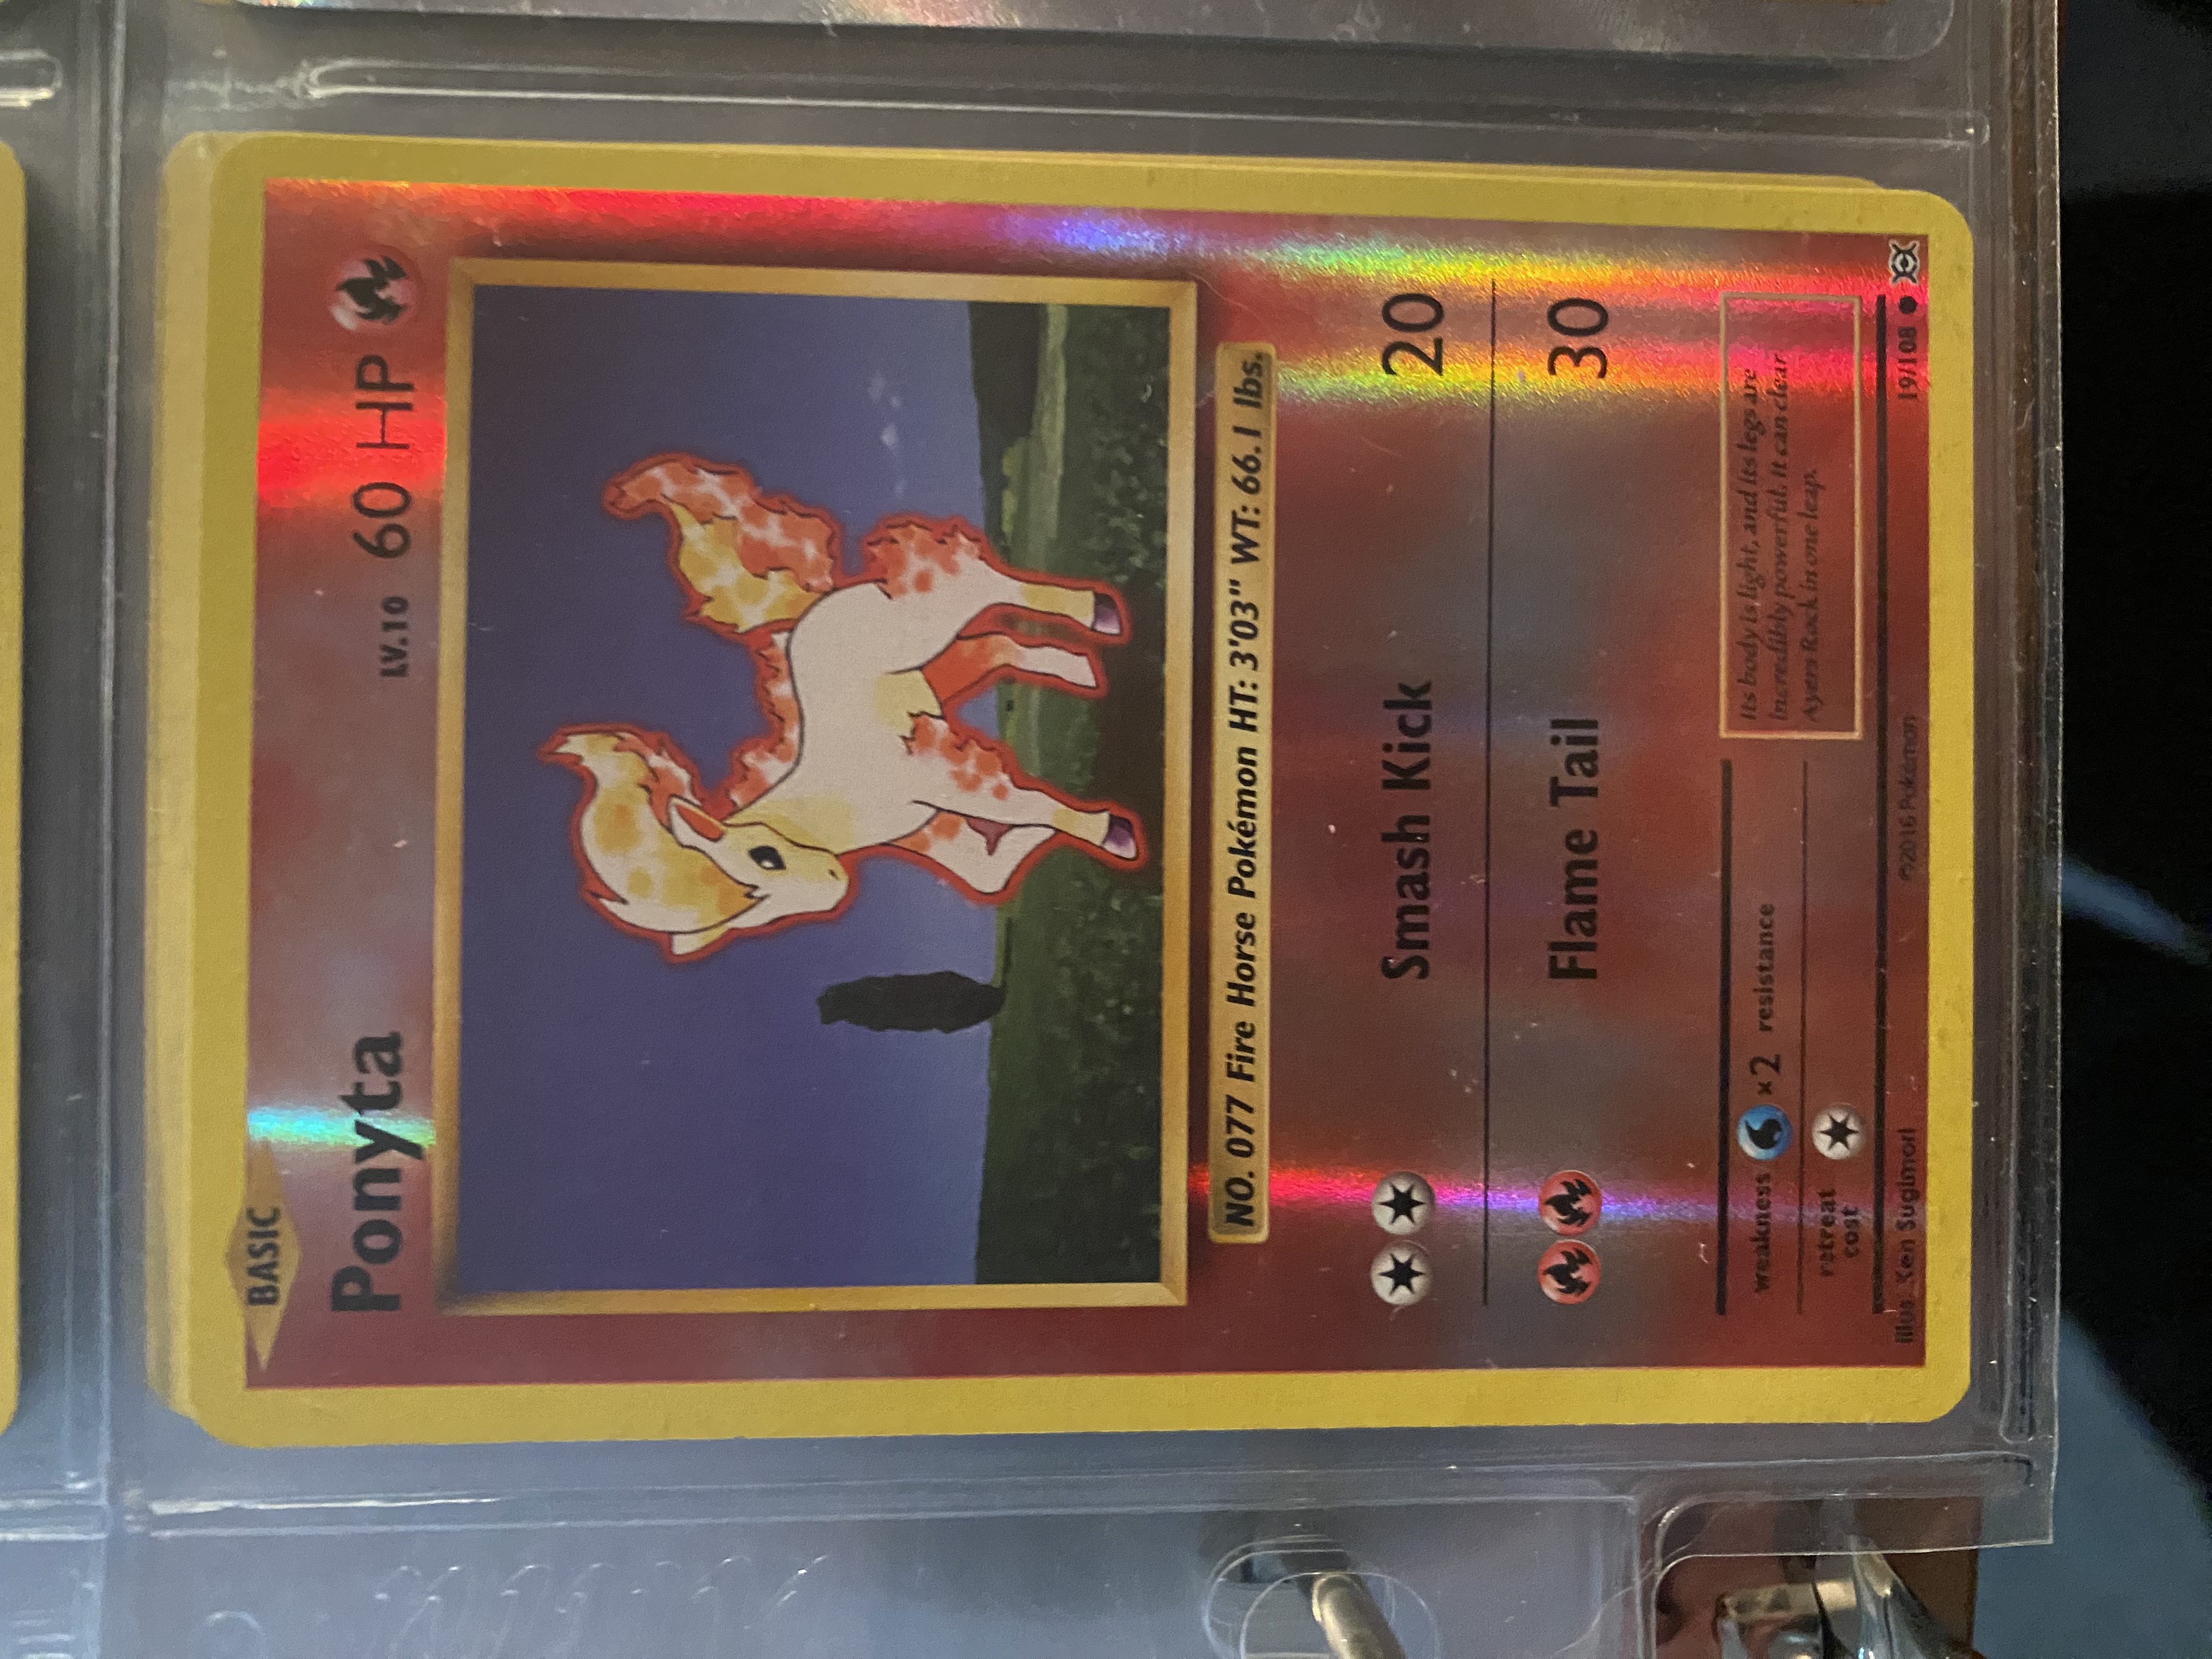 BASIC
Ponyta LV.10 60 HP
NO. 077 Fire Horse Pokémon HT: 3'03" WT: 66.1 lbs.
Smash Kick 20
Flame Tail 30
weakness ×2 resistance
retreat cost
Its body is light, and its legs are
incredibly powerful. It can clear
Ayers Rock in one leap.
Illus. Ken Sugimori ©2016 Pokémon 19/108